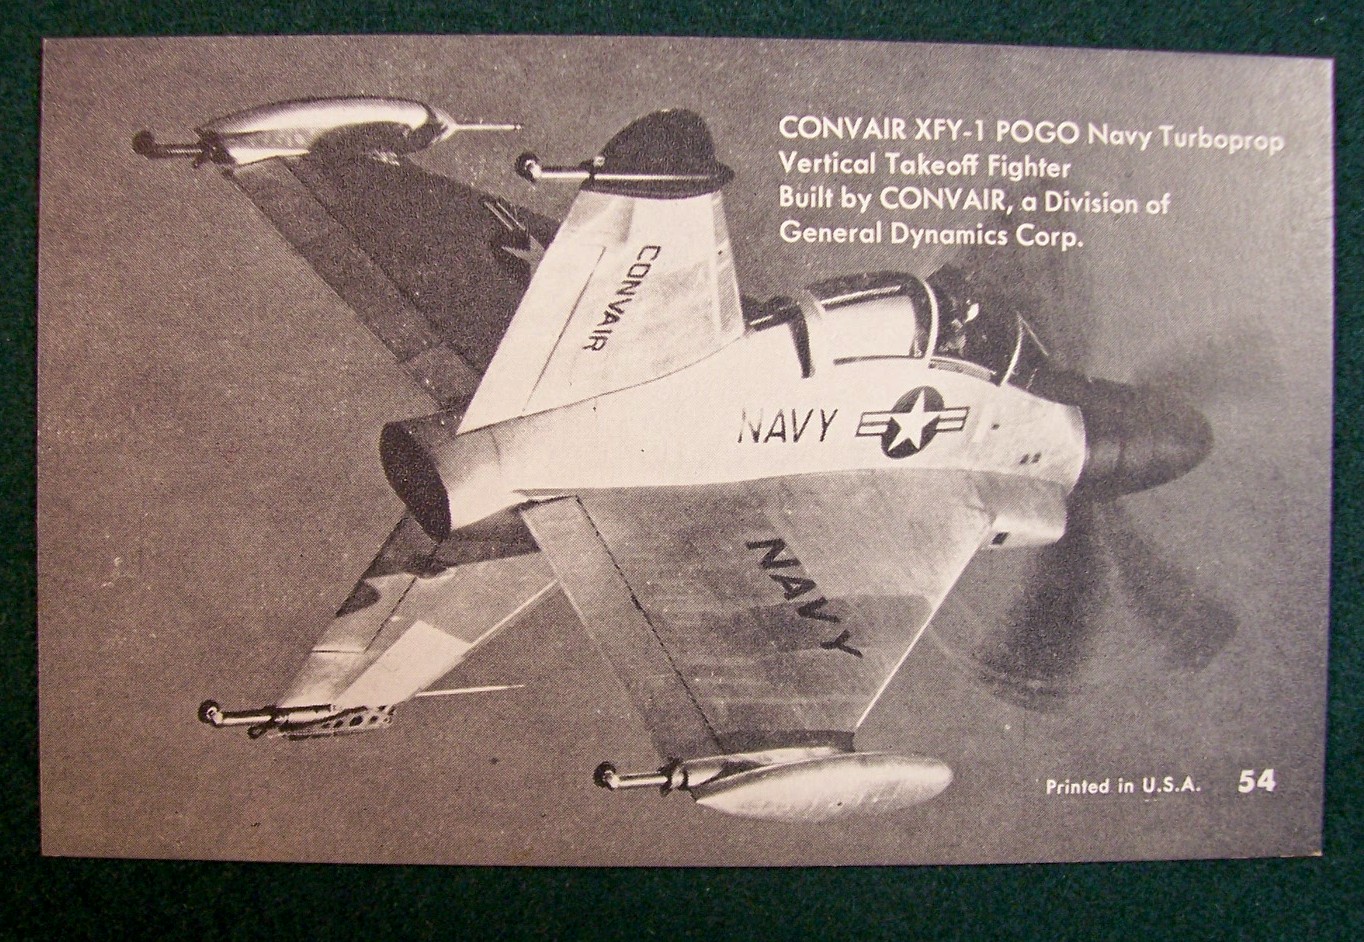 CONVAIR XFY-1 POGO Navy Turboprop
Vertical Takeoff Fighter
Built by CONVAIR, a Division of
General Dynamics Corp.
CONVAIR
NAVY
NAVY
Printed in U.S.A. 54